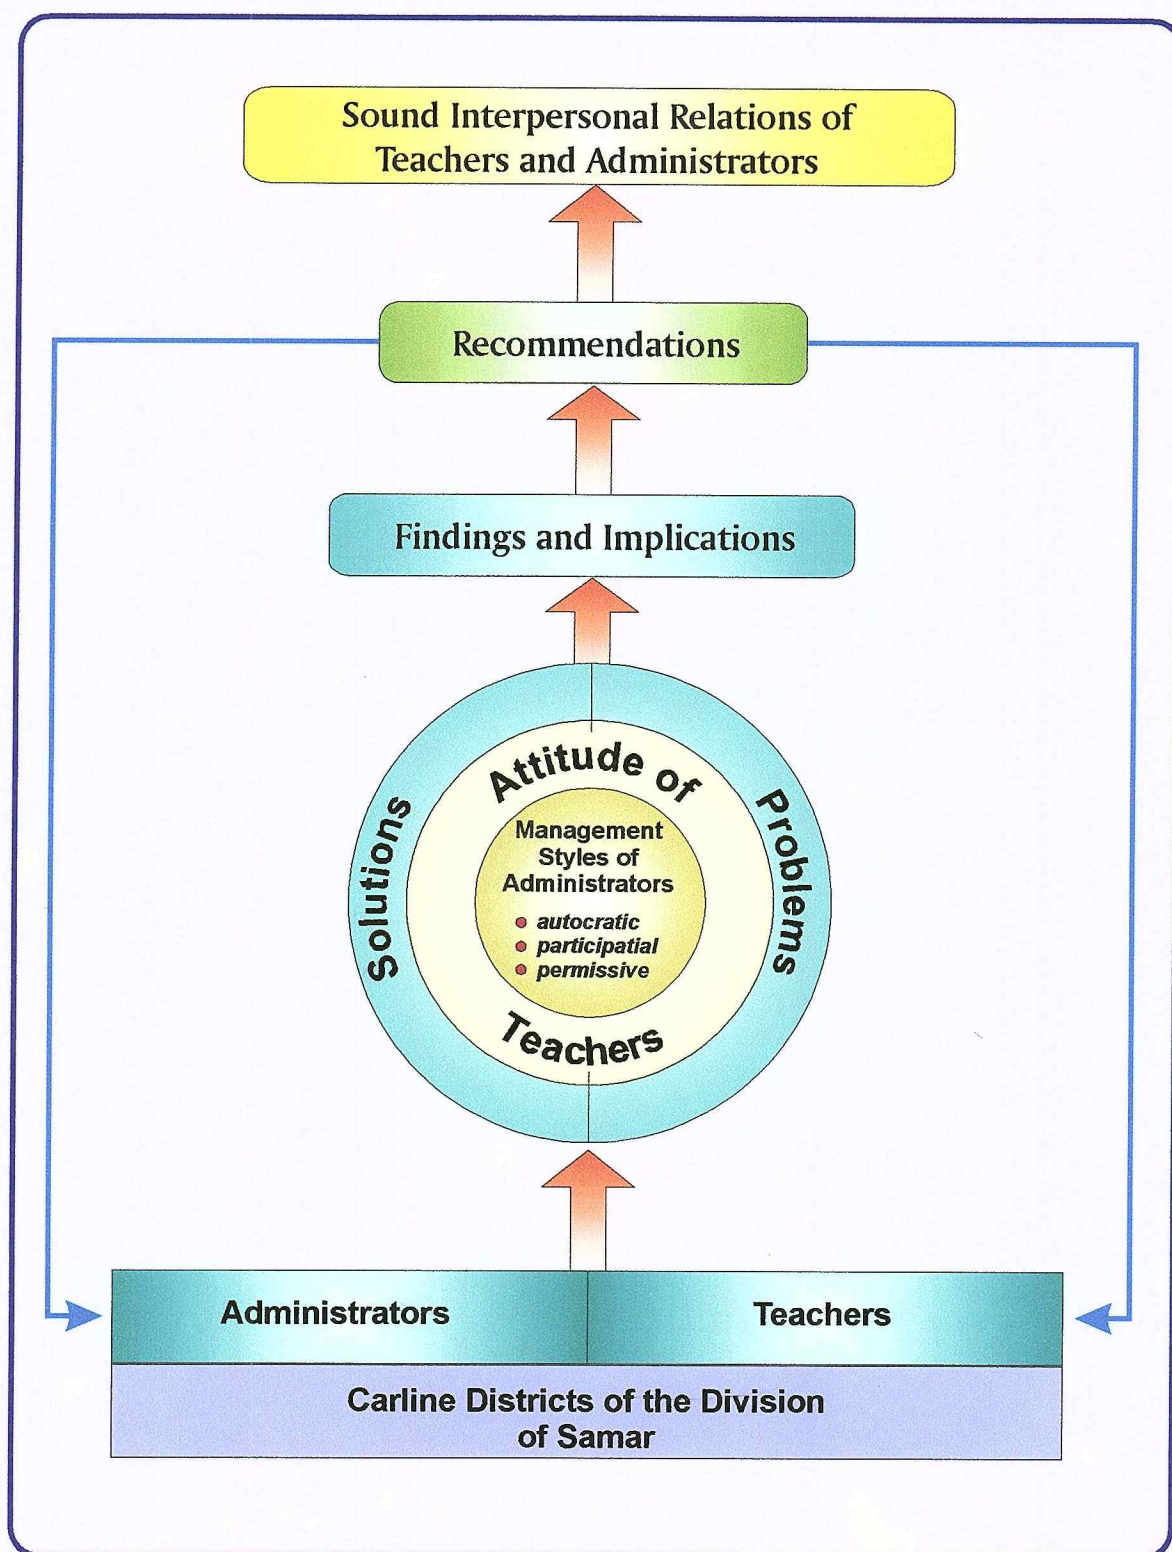 Sound Interpersonal Relations of
Teachers and Administrators
Recommendations
Findings and Implications
Solutions
Attitude of
Problems
Management
Styles of
Administrators
autocratic
participatial
permissive
Teachers
Administrators
Teachers
Carline Districts of the Division
of Samar